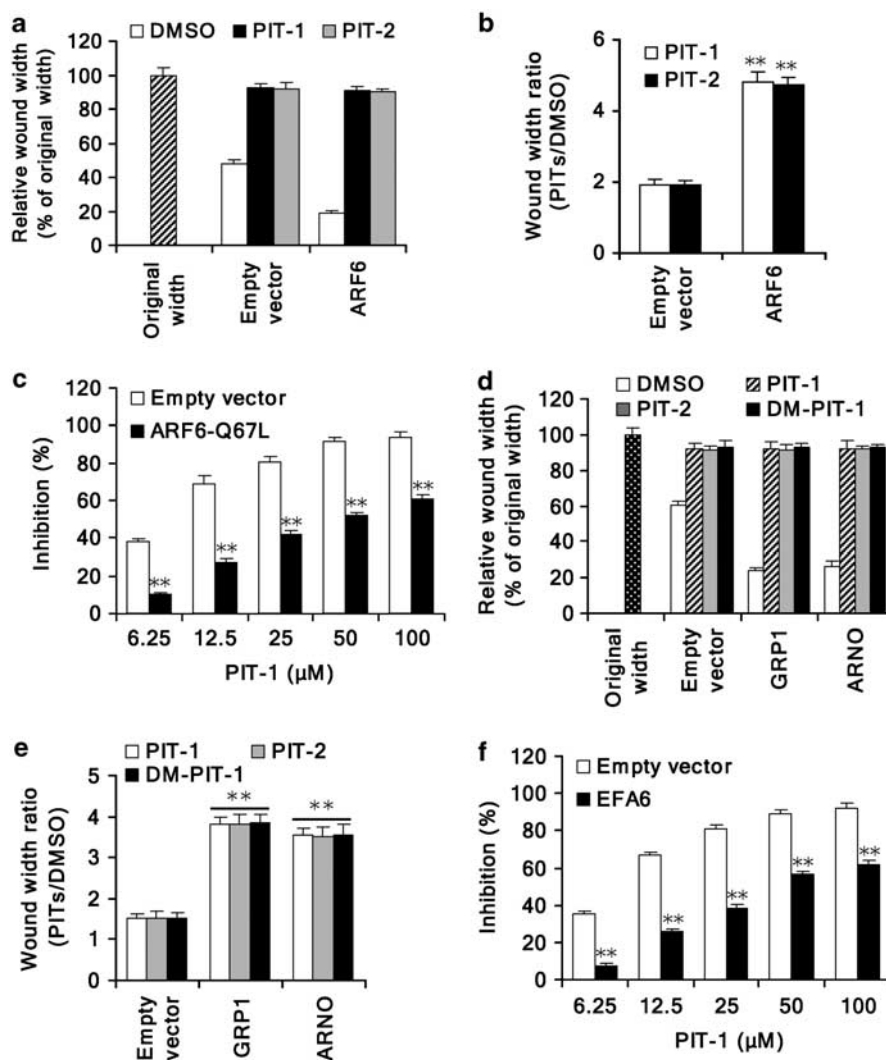 a
DMSO PIT-1 PIT-2
Relative wound width
(% of original width)
120
100
80
60
40
20
0
Original
width
Empty
vector
ARF6
b
PIT-1
PIT-2
Wound width ratio
(PITs/DMSO)
6
4
2
0
** **
Empty
vector
ARF6
c
Empty vector
ARF6-Q67L
Inhibition (%)
120
100
80
60
40
20
0
** ** ** ** **
6.25 12.5 25 50 100
PIT-1 (µM)
d
DMSO PIT-1
PIT-2 DM-PIT-1
Relative wound width
(% of original width)
120
100
80
60
40
20
0
Original
width
Empty
vector
GRP1
ARNO
e
PIT-1 PIT-2
DM-PIT-1
Wound width ratio
(PITs/DMSO)
5
4
3
2
1
0
** **
Empty
vector
GRP1
ARNO
f
Empty vector
EFA6
Inhibition (%)
120
100
80
60
40
20
0
** ** ** ** **
6.25 12.5 25 50 100
PIT-1 (µM)